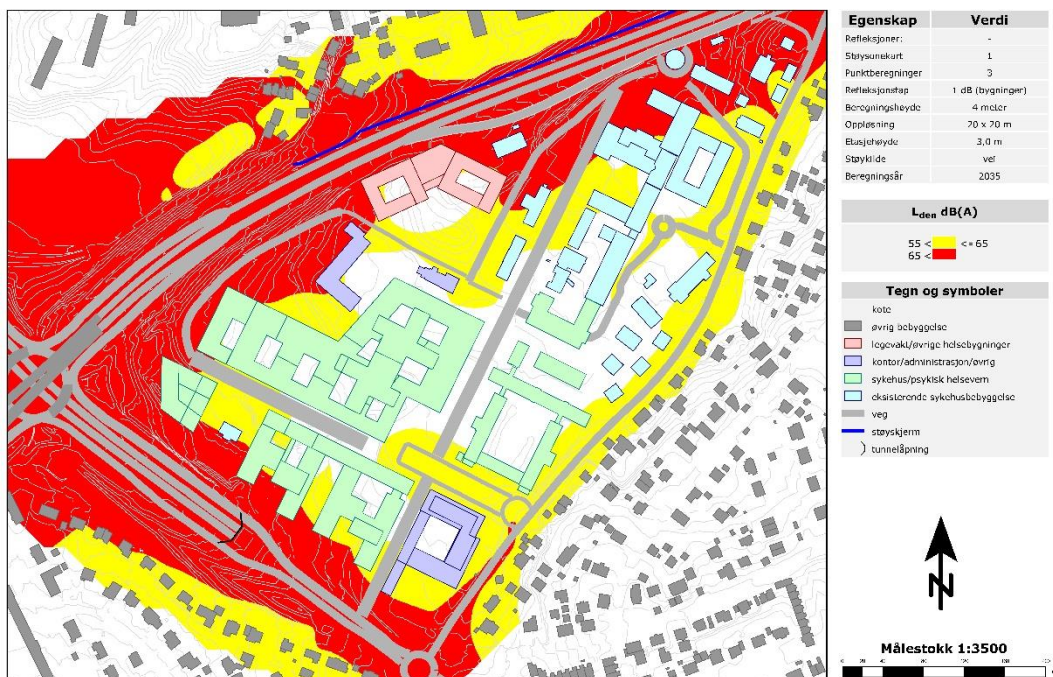 Egenskap Verdi
Refleksjoner: -
Støysonekart 1
Punktberegninger 3
Refleksjonstap 1 dB (bygninger)
Beregningshøyde 4 meter
Oppløsning 20 x 20 m
Etasjehøyde 3,0 m
Støykilde vei
Beregningsår 2035
Lden dB(A)
55 < <= 65
65 <
Tegn og symboler
kote
øvrig bebyggelse
legevakt/øvrige helsebygninger
kontor/administrasjon/øvrig
sykehus/psykisk helsevern
eksisterende sykehusbebyggelse
veg
støyskjerm
tunnelåpning
N
Målestokk 1:3500